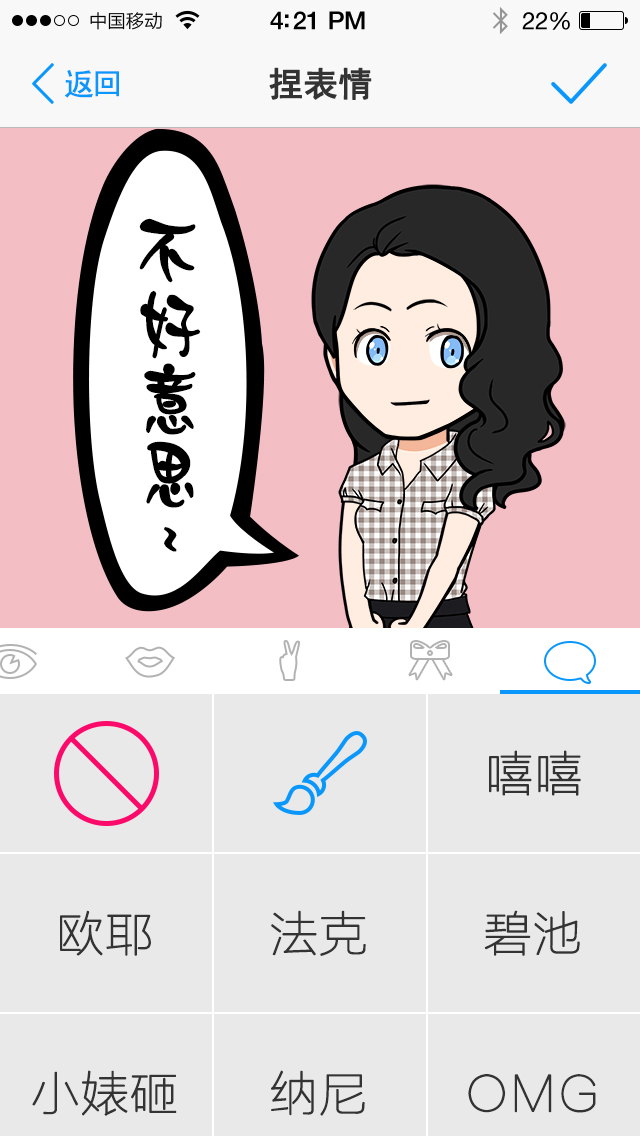 中国移动
4:21 PM
22%
返回
捏表情
不好意思~
嘻嘻
欧耶
法克
碧池
小婊砸
纳尼
OMG